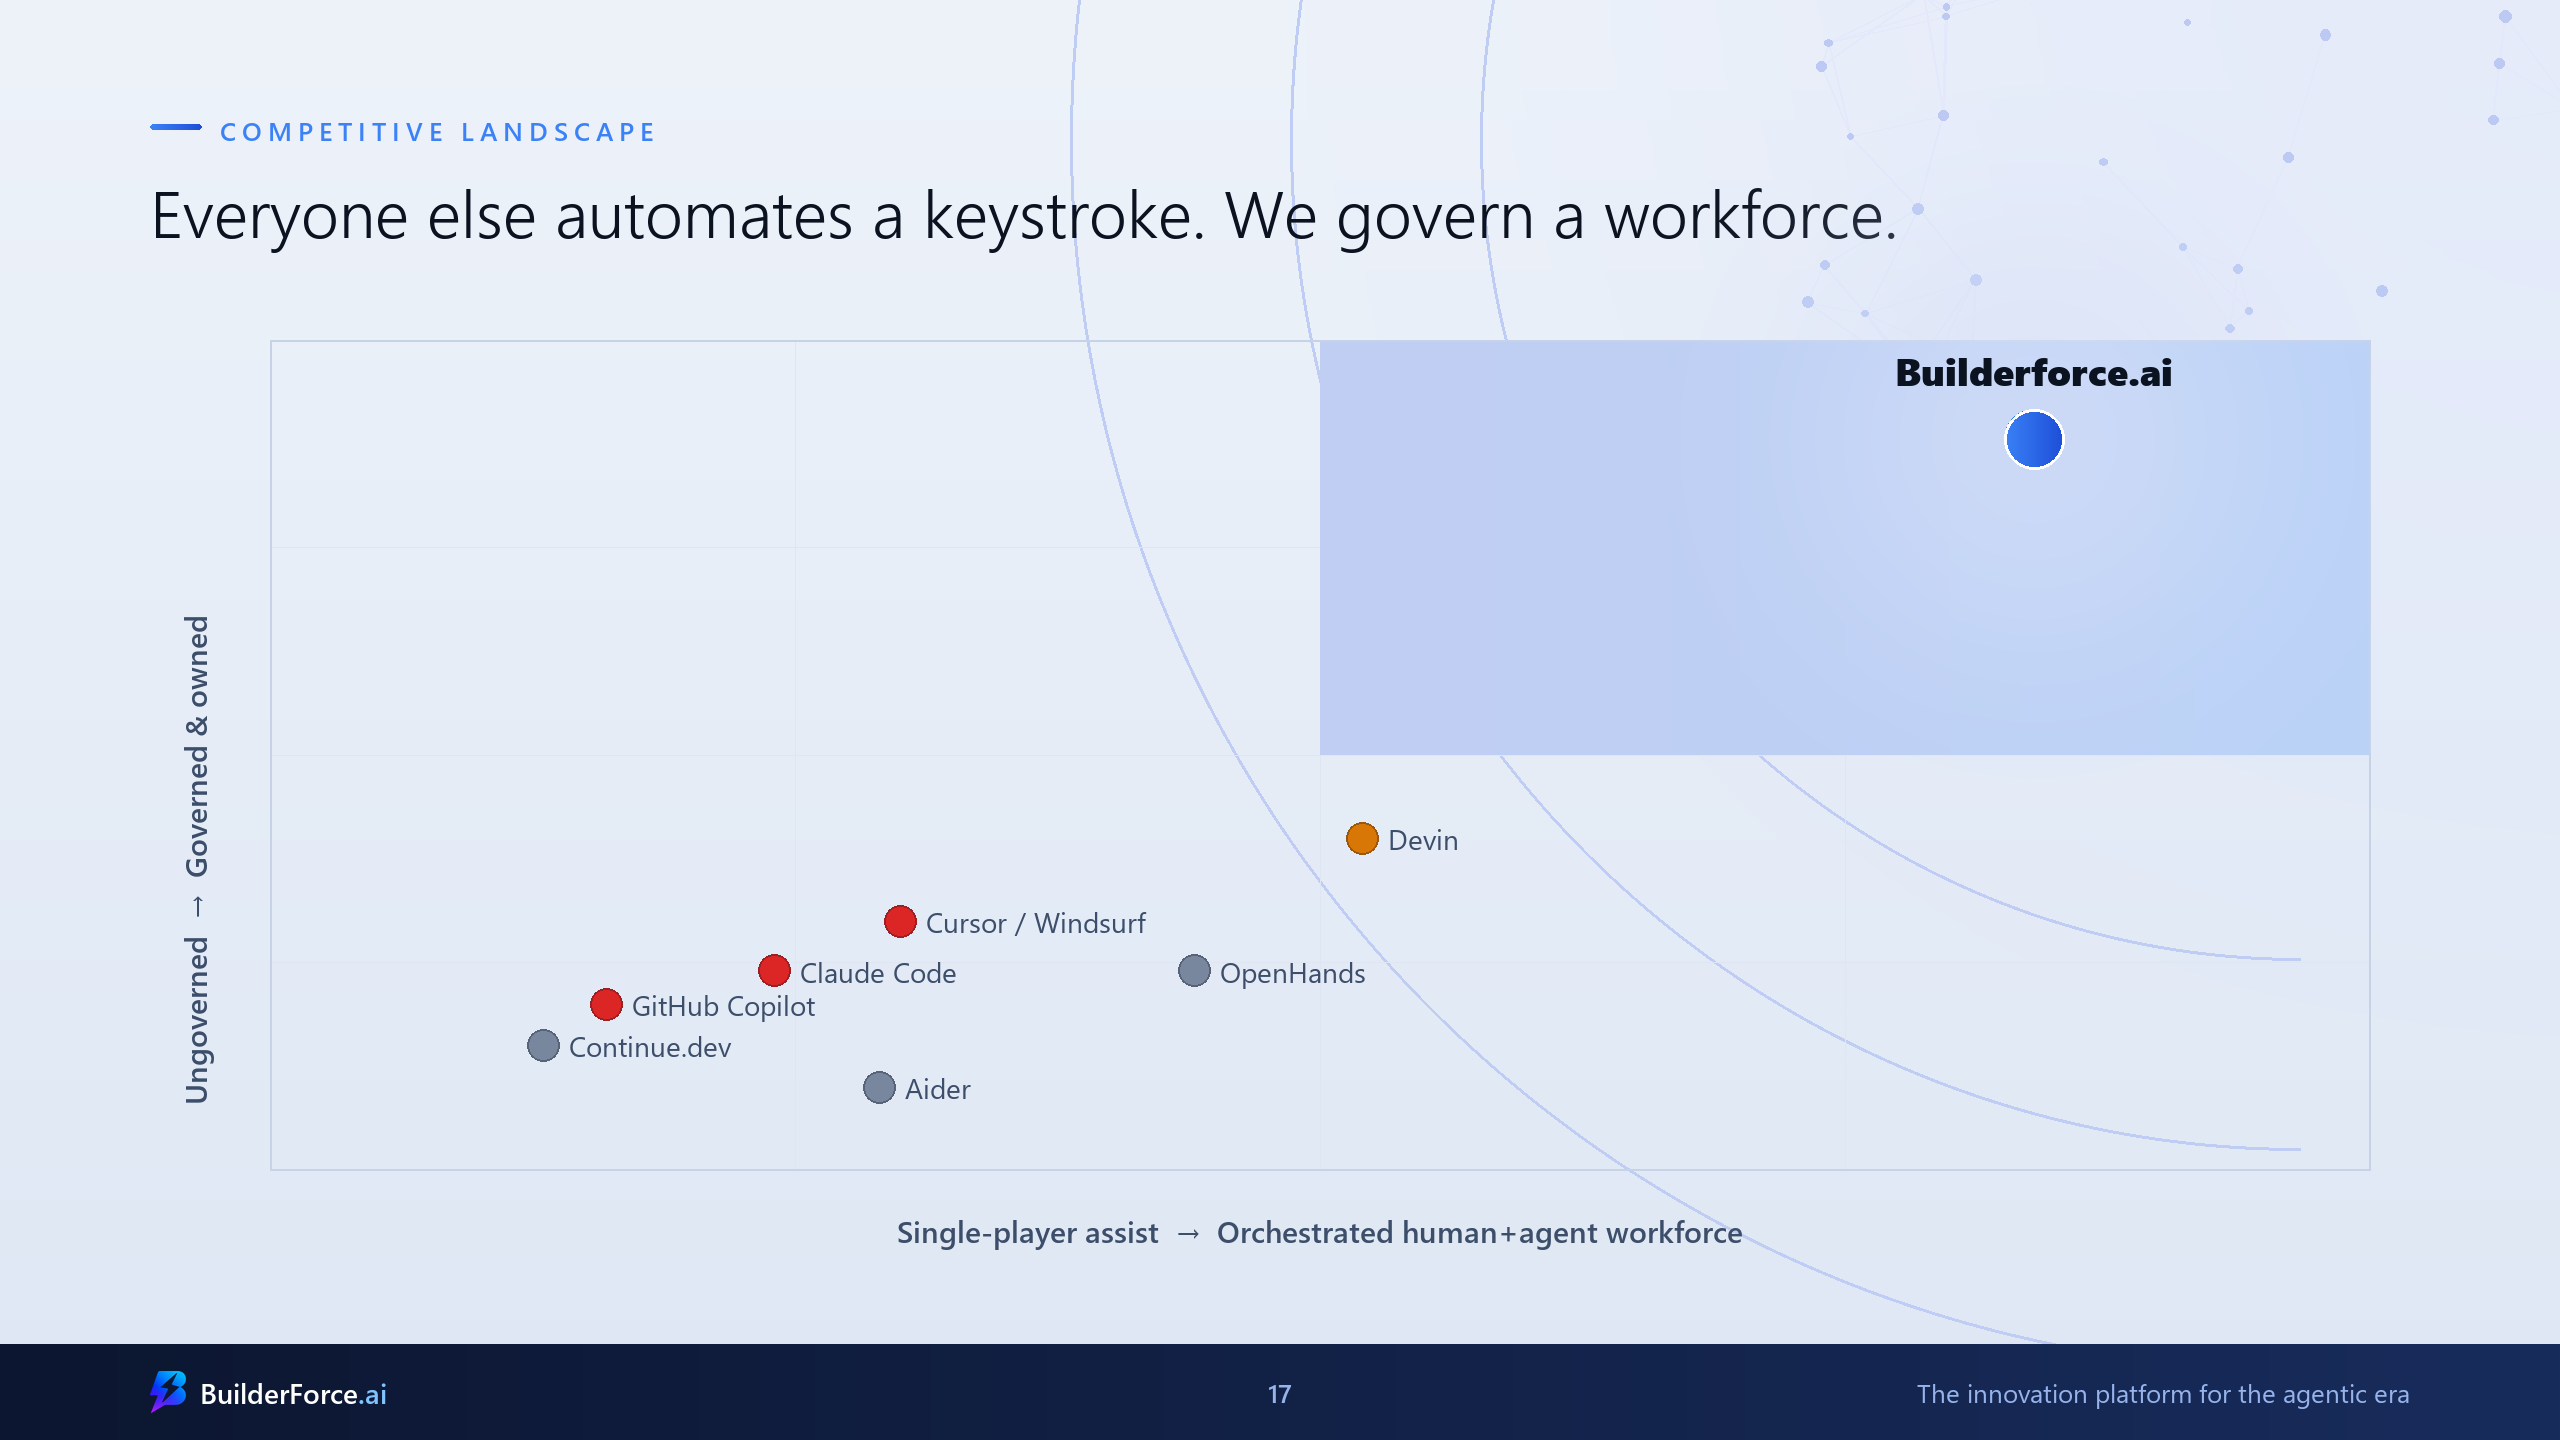 COMPETITIVE LANDSCAPE
Everyone else automates a keystroke. We govern a workforce.
Builderforce.ai
Ungoverned → Governed & owned
Devin
Cursor / Windsurf
Claude Code
OpenHands
GitHub Copilot
Continue.dev
Aider
Single-player assist → Orchestrated human+agent workforce
BuilderForce.ai
17
The innovation platform for the agentic era